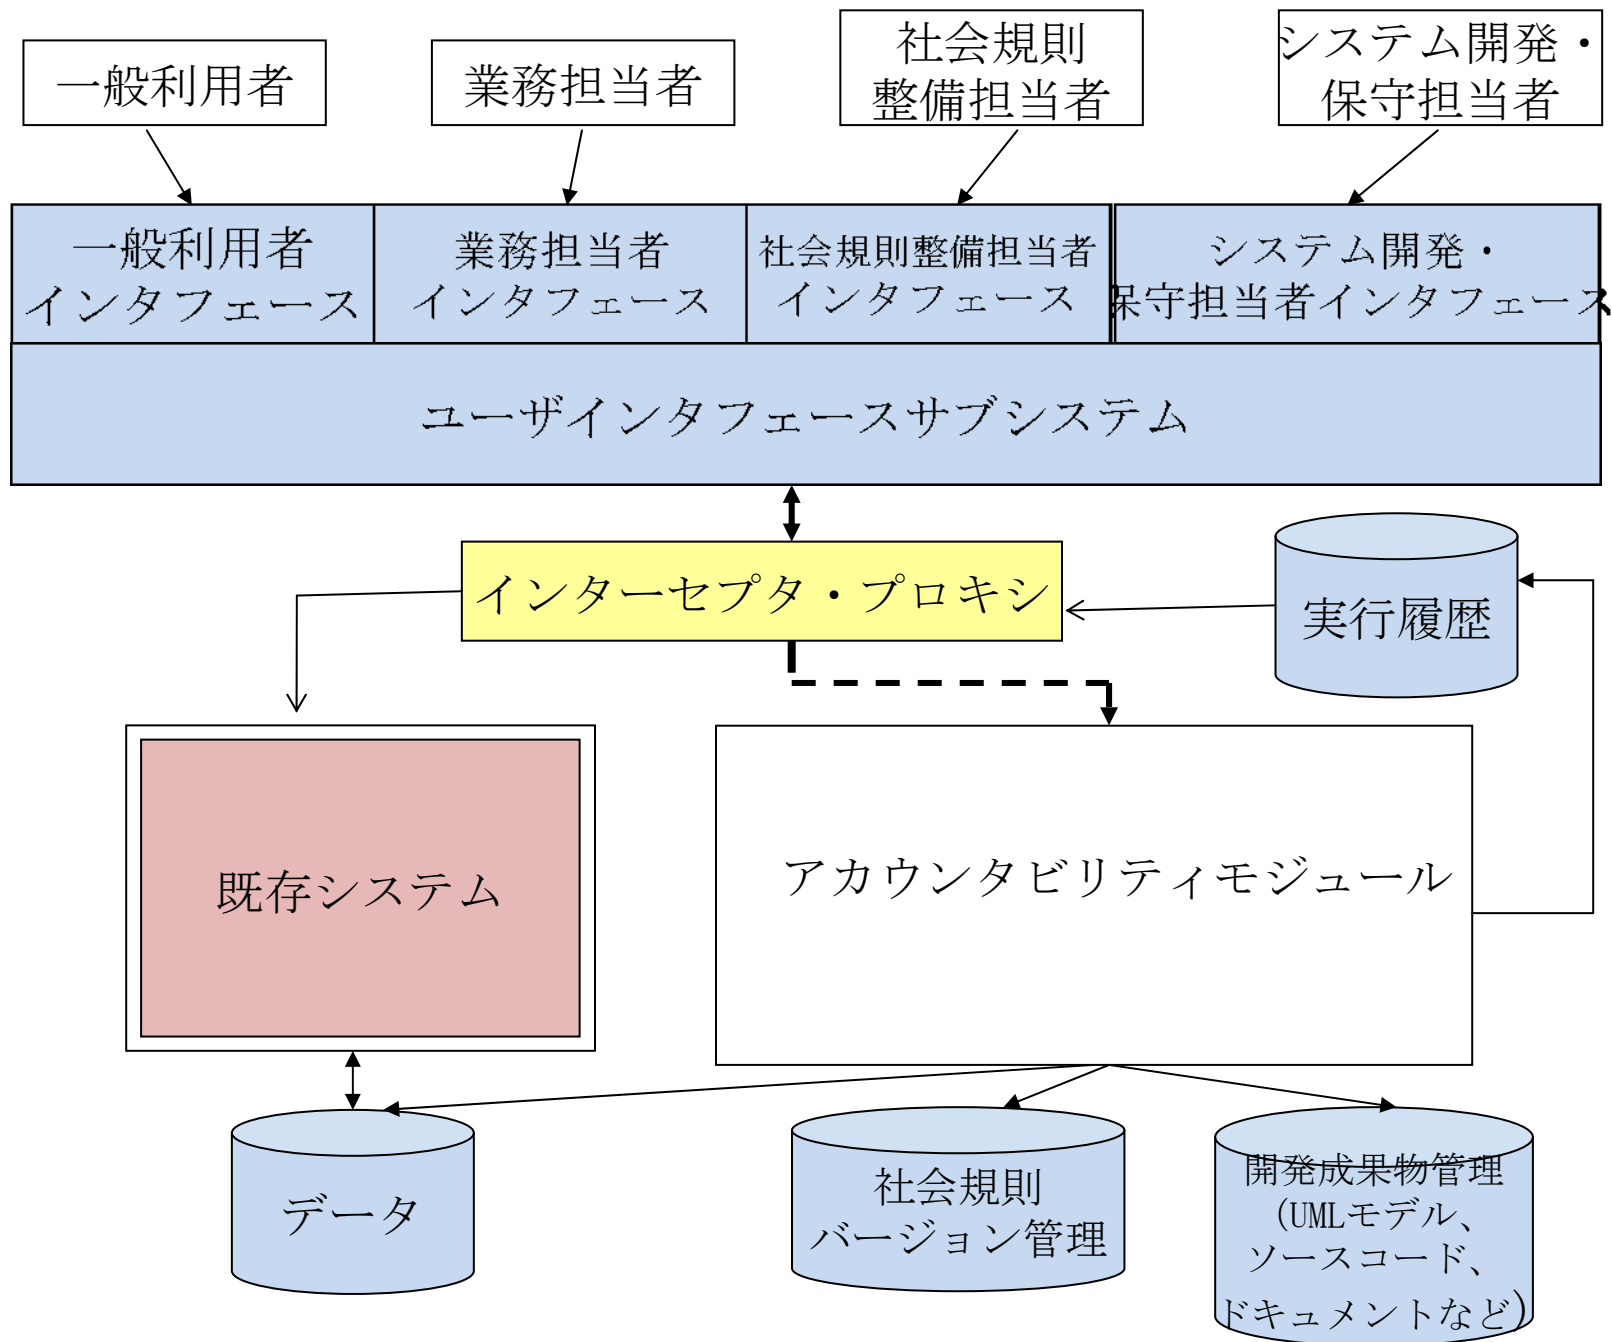 一般利用者
業務担当者
社会規則
整備担当者
システム開発・
保守担当者
一般利用者
インタフェース
業務担当者
インタフェース
社会規則整備担当者
インタフェース
システム開発・
保守担当者インタフェース
ユーザインタフェースサブシステム
インターセプタ・プロキシ
実行履歴
既存システム
アカウンタビリティモジュール
データ
社会規則
バージョン管理
開発成果物管理
(UMLモデル、
ソースコード、
ドキュメントなど)